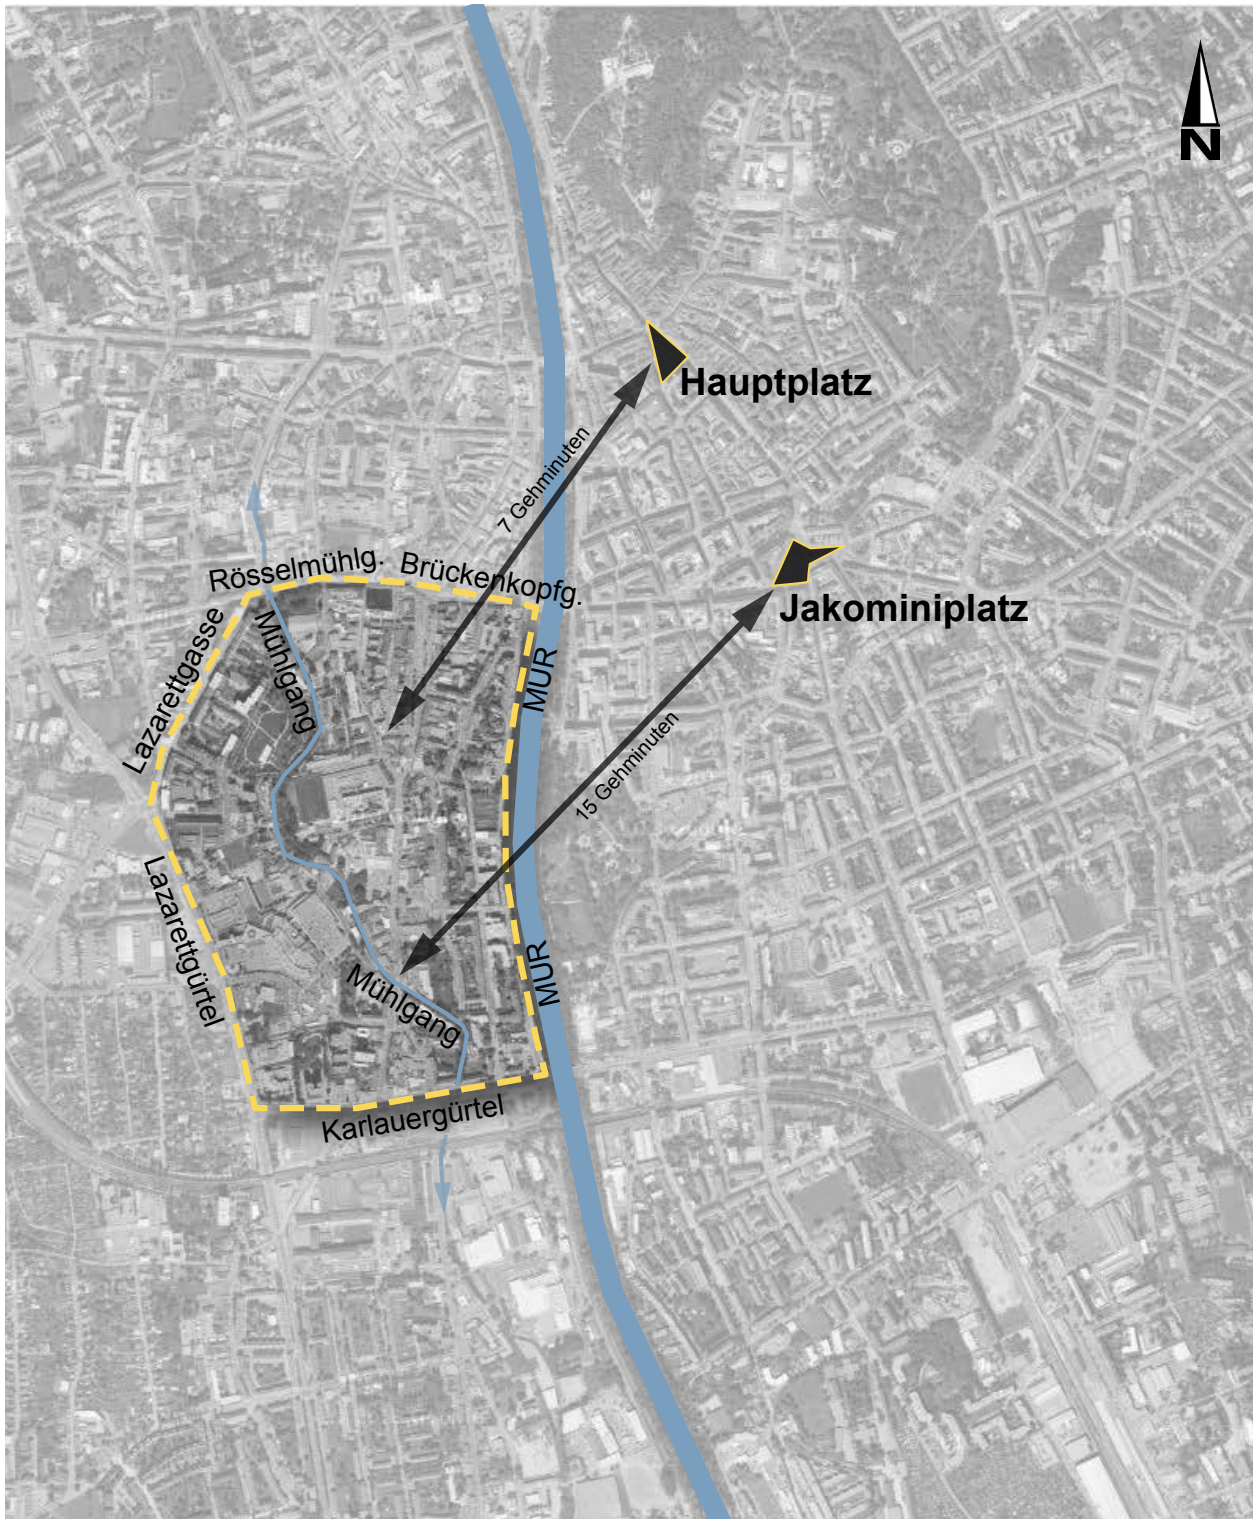 N
Hauptplatz
7 Gehminuten
Jakominiplatz
Rösselmühlg.
Brückenkopfg.
Lazarettgasse
Mühlgang
MUR
15 Gehminuten
Lazarettgürtel
MUR
Mühlgang
Karlauergürtel